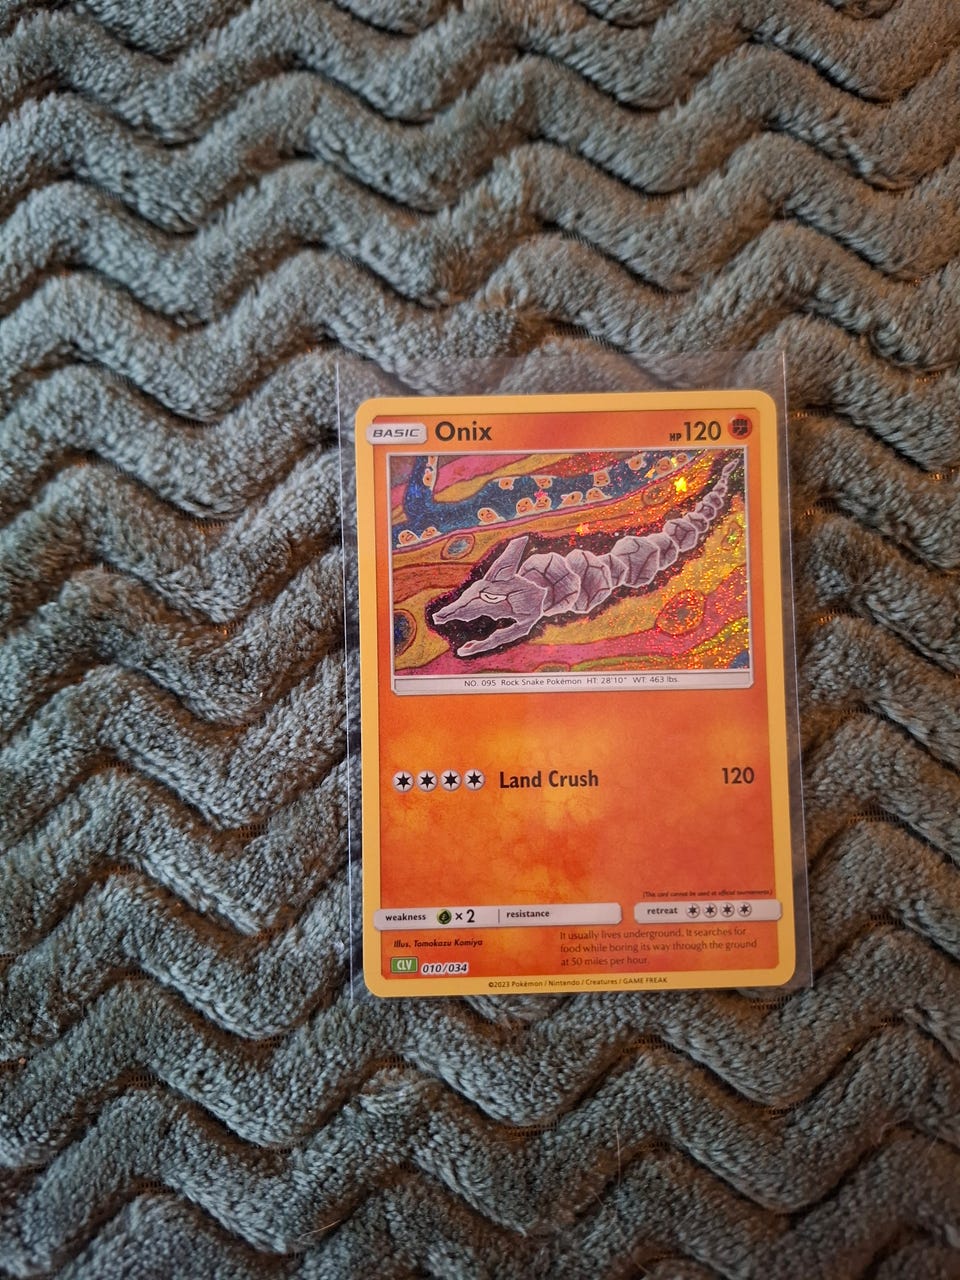 BASIC Onix HP120
NO. 095 Rock Snake Pokémon HT: 28'10" WT: 463 lbs.
Land Crush 120
(This card cannot be used at official tournaments.)
weakness ×2 resistance retreat
Illus. Tomokazu Komiya
It usually lives underground. It searches for
food while boring its way through the ground
at 50 miles per hour.
CLV 010/034
©2023 Pokémon / Nintendo / Creatures / GAME FREAK